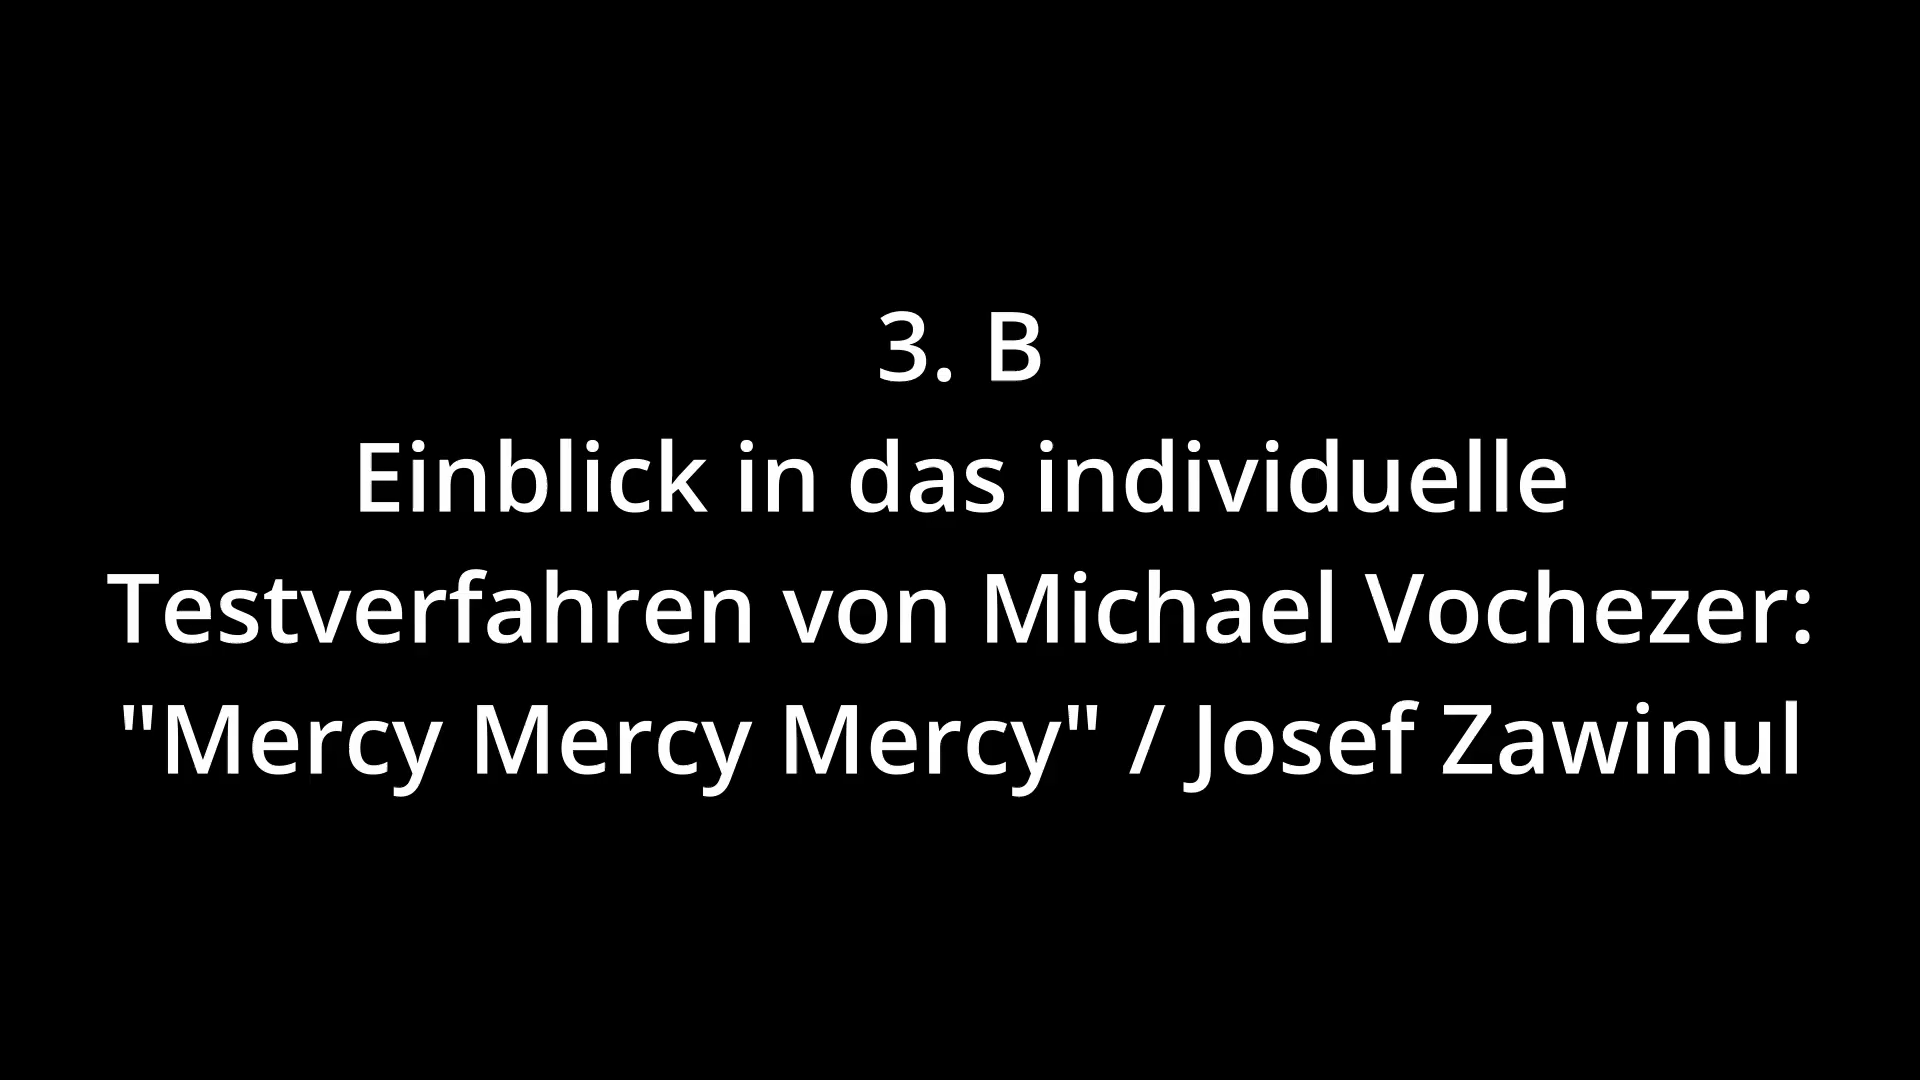 3. B
Einblick in das individuelle
Testverfahren von Michael Vochezer:
"Mercy Mercy Mercy" / Josef Zawinul